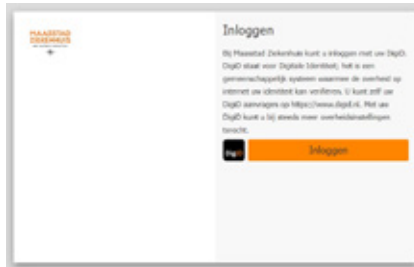 MAASSTAD
ZIEKENHUIS
Inloggen
Bij Maasstad Ziekenhuis kunt u inloggen met uw DigiD.
DigiD staat voor Digitale Identiteit; het is een
gemeenschappelijk systeem waarmee de overheid op
internet uw identiteit kan verifiëren. U kunt zelf uw
DigiD aanvragen op https://www.digid.nl. Met uw
DigiD kunt u bij steeds meer overheidsinstellingen
terecht.
DigiD
Inloggen